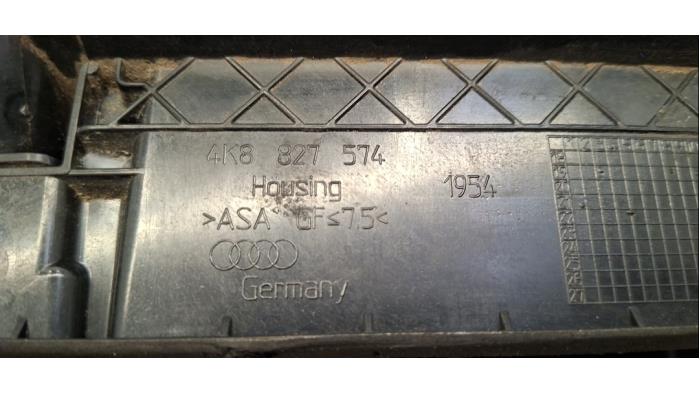 4K8 827 574
Housing 1954
>ASA GF≤7.5<
Germany